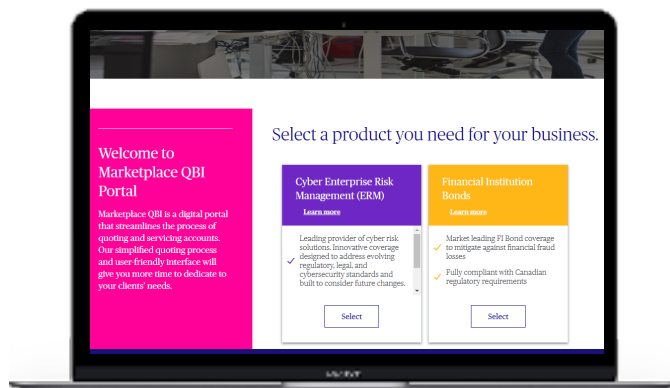 Select a product you need for your business.
Welcome to
Marketplace QBI
Portal
Marketplace QBI is a digital portal
that streamlines the process of
quoting and servicing accounts.
Our simplified quoting process
and user-friendly interface will
give you more time to dedicate to
your clients' needs.
Cyber Enterprise Risk
Management (ERM)
Learn more
Leading provider of cyber risk
solutions. Innovative coverage
designed to address evolving
regulatory, legal, and
cybersecurity standards and
built to consider future changes.
Select
Financial Institution
Bonds
Learn more
Market leading FI Bond coverage
to mitigate against financial fraud
losses
Fully compliant with Canadian
regulatory requirements
Select